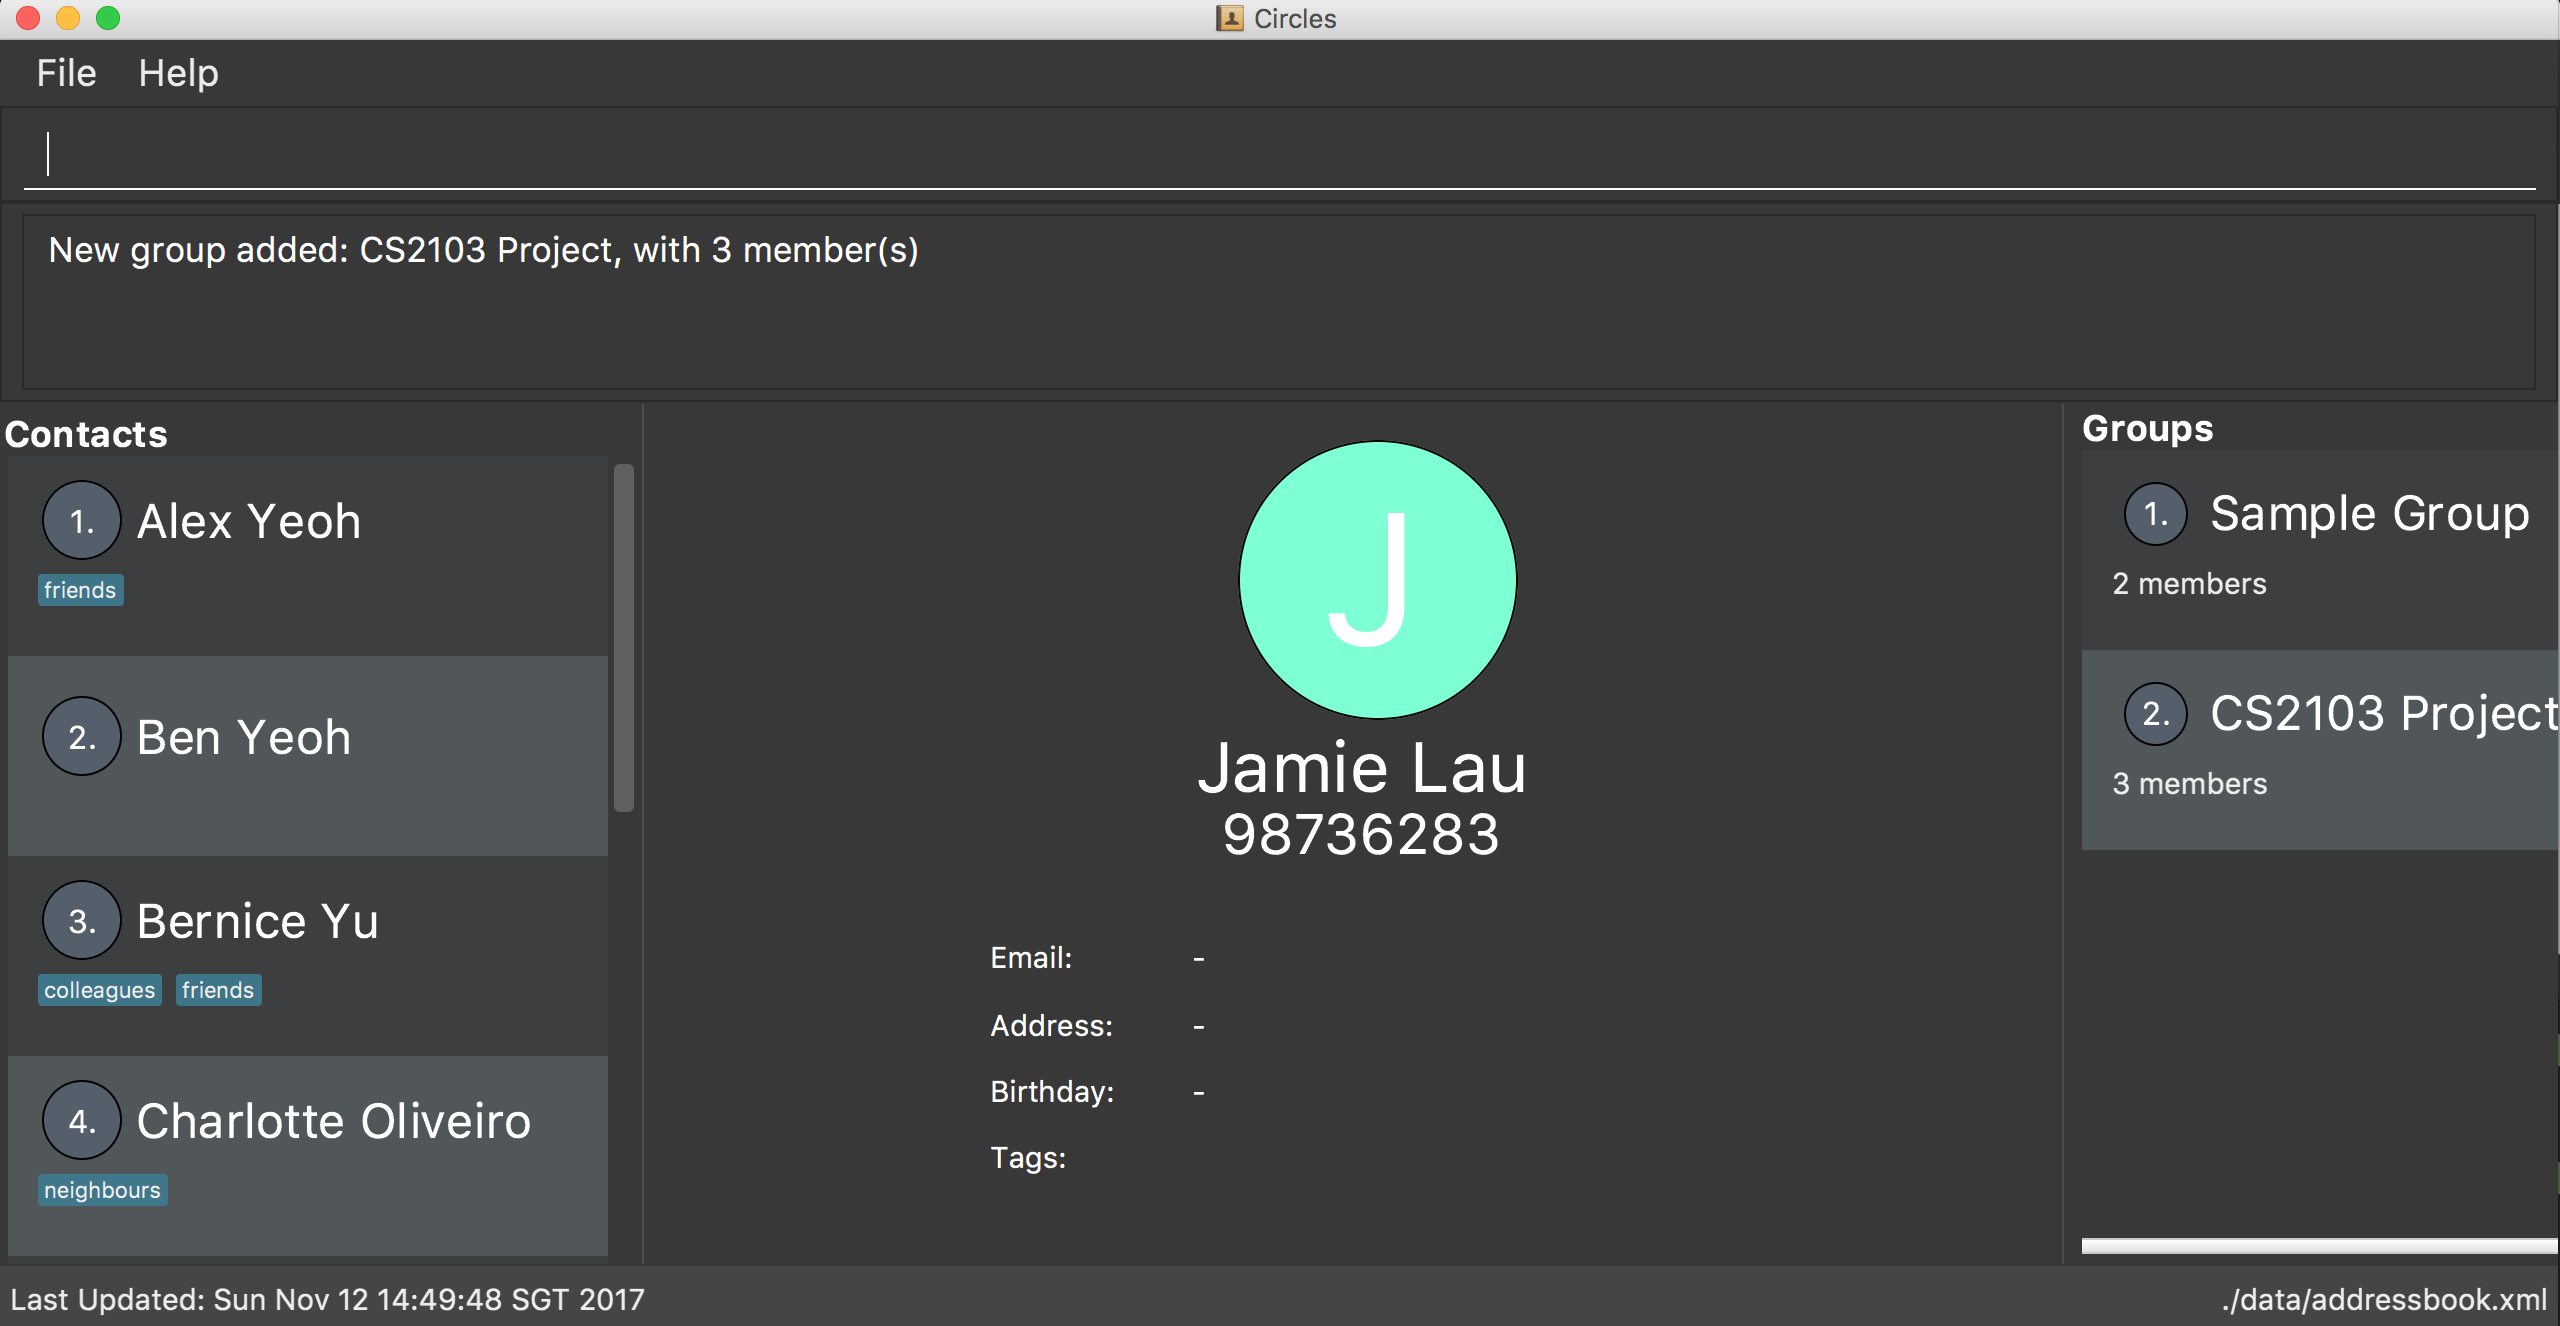 Circles
File Help
New group added: CS2103 Project, with 3 member(s)
Contacts
1. Alex Yeoh
friends
2. Ben Yeoh
3. Bernice Yu
colleagues friends
4. Charlotte Oliveiro
neighbours
J
Jamie Lau
98736283
Email: -
Address: -
Birthday: -
Tags:
Groups
1. Sample Group
2 members
2. CS2103 Project
3 members
Last Updated: Sun Nov 12 14:49:48 SGT 2017
./data/addressbook.xml